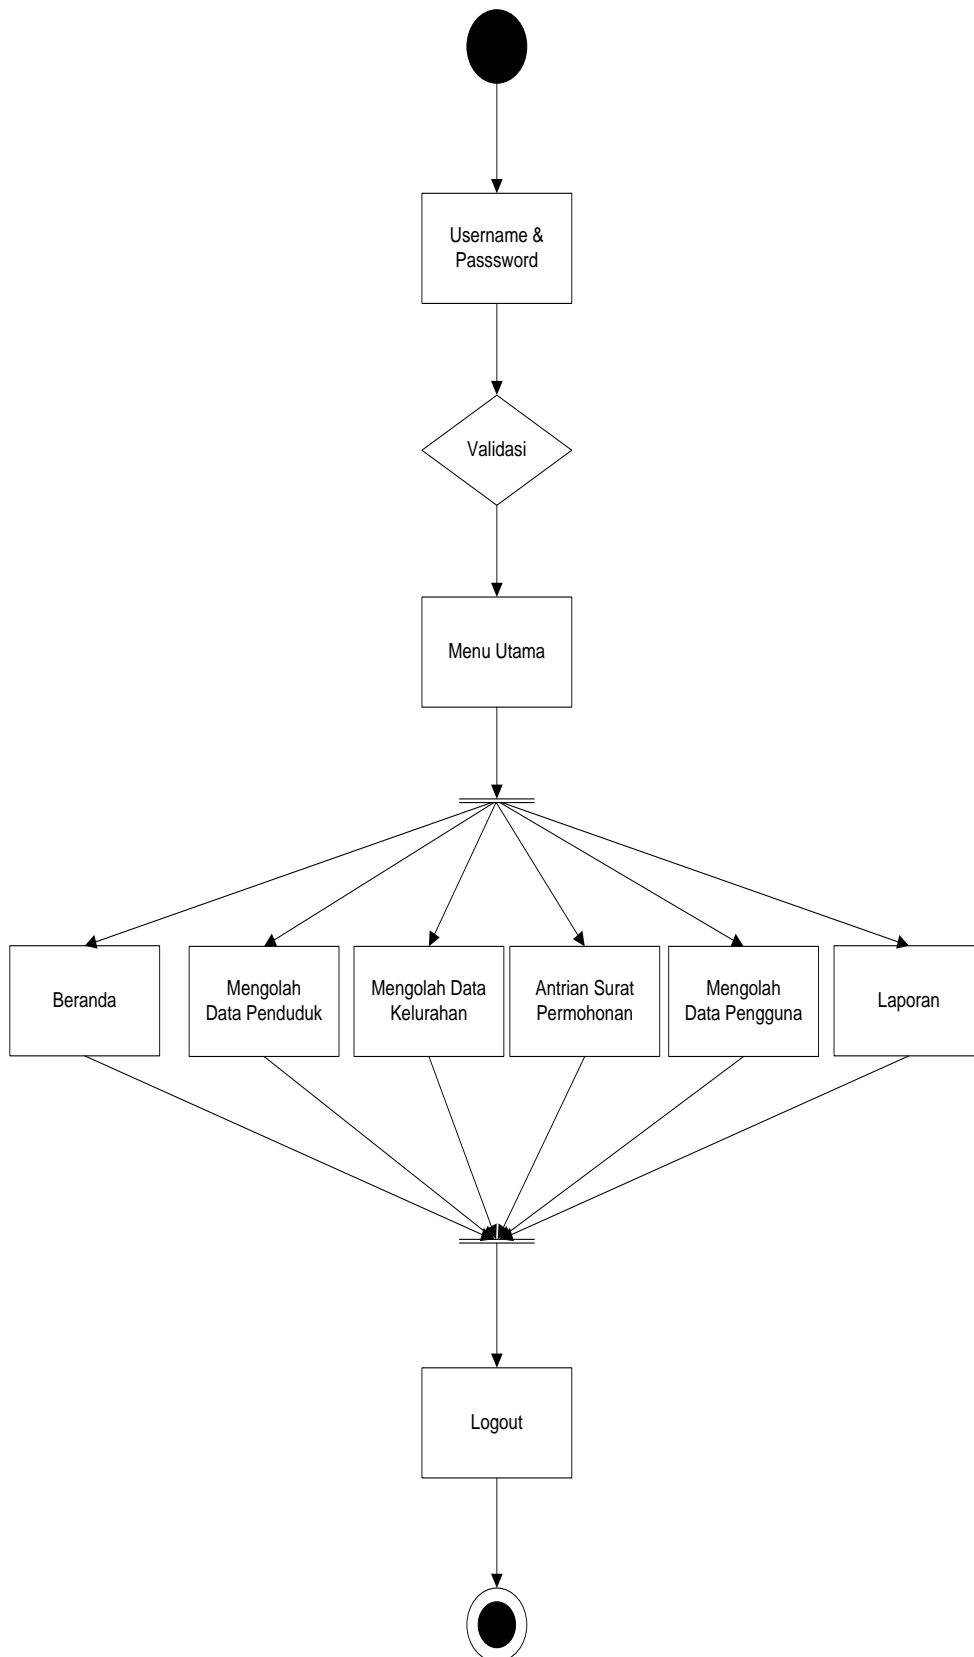 Username &
Passsword
Validasi
Menu Utama
Beranda
Mengolah
Data Penduduk
Mengolah Data
Kelurahan
Antrian Surat
Permohonan
Mengolah
Data Pengguna
Laporan
Logout